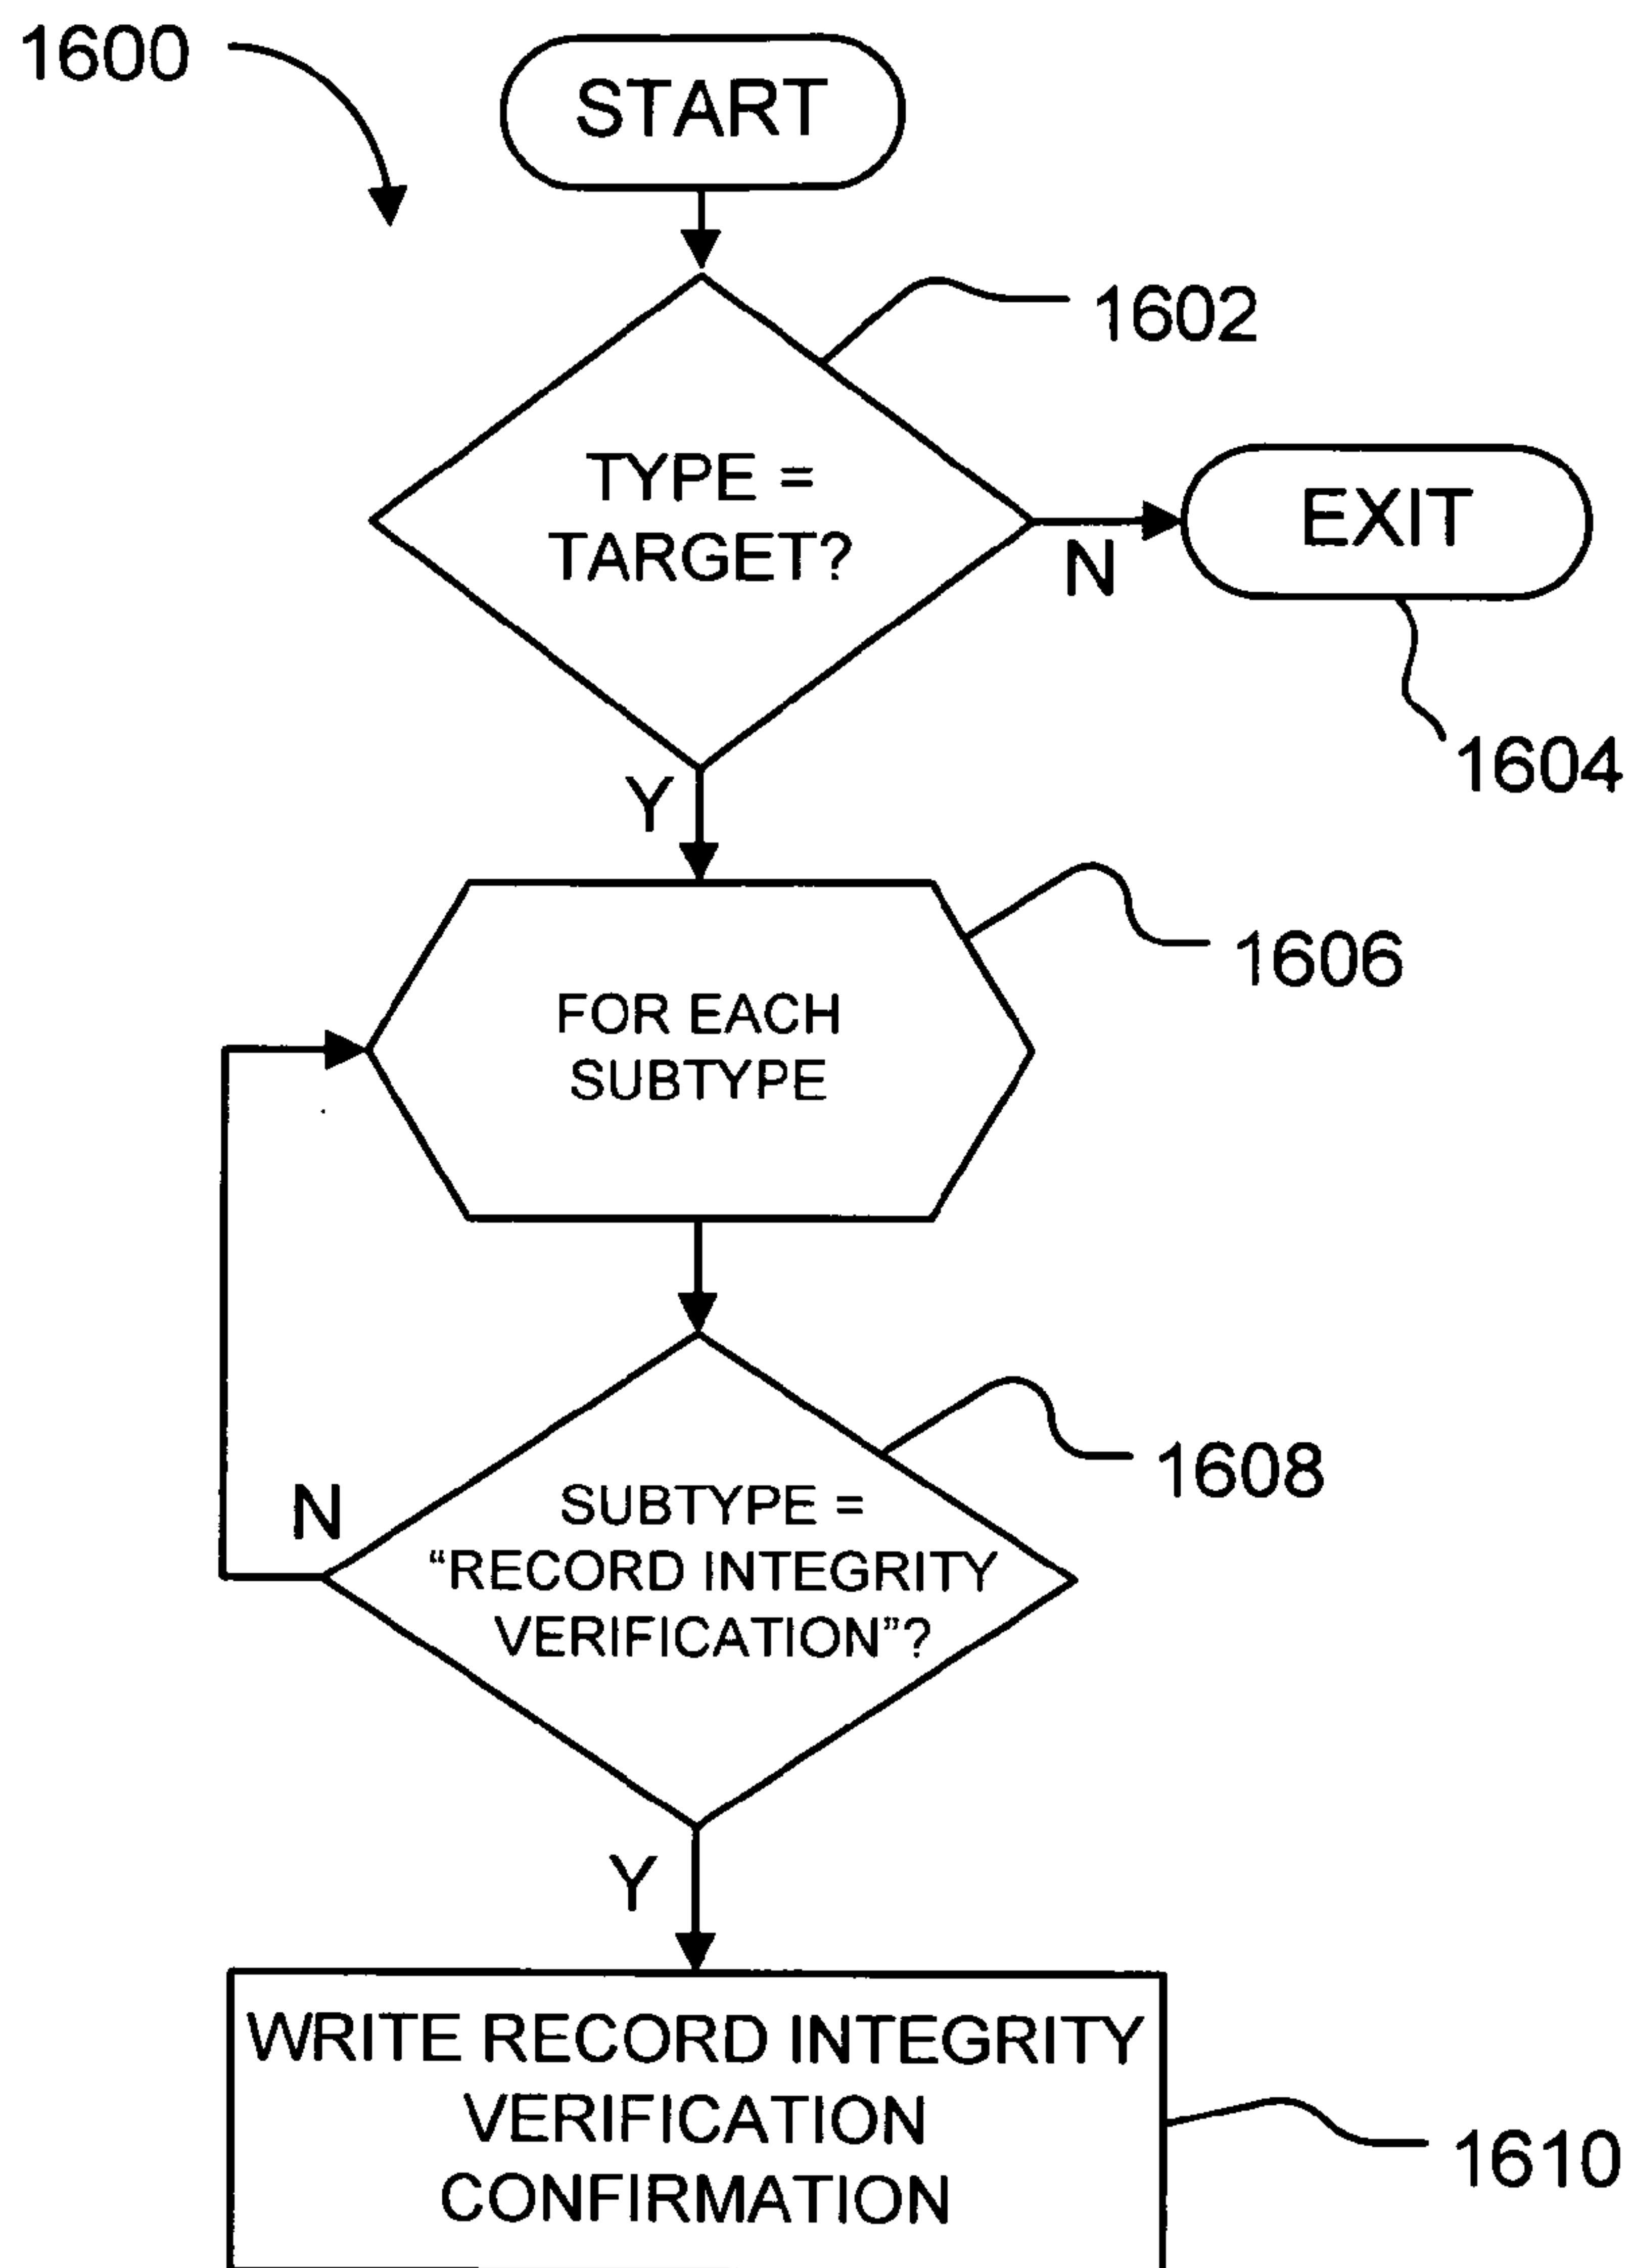 1600
START
1602
TYPE =
TARGET?
EXIT
N
1604
Y
1606
FOR EACH
SUBTYPE
1608
N
SUBTYPE =
“RECORD INTEGRITY
VERIFICATION”?
Y
WRITE RECORD INTEGRITY
VERIFICATION
CONFIRMATION
1610